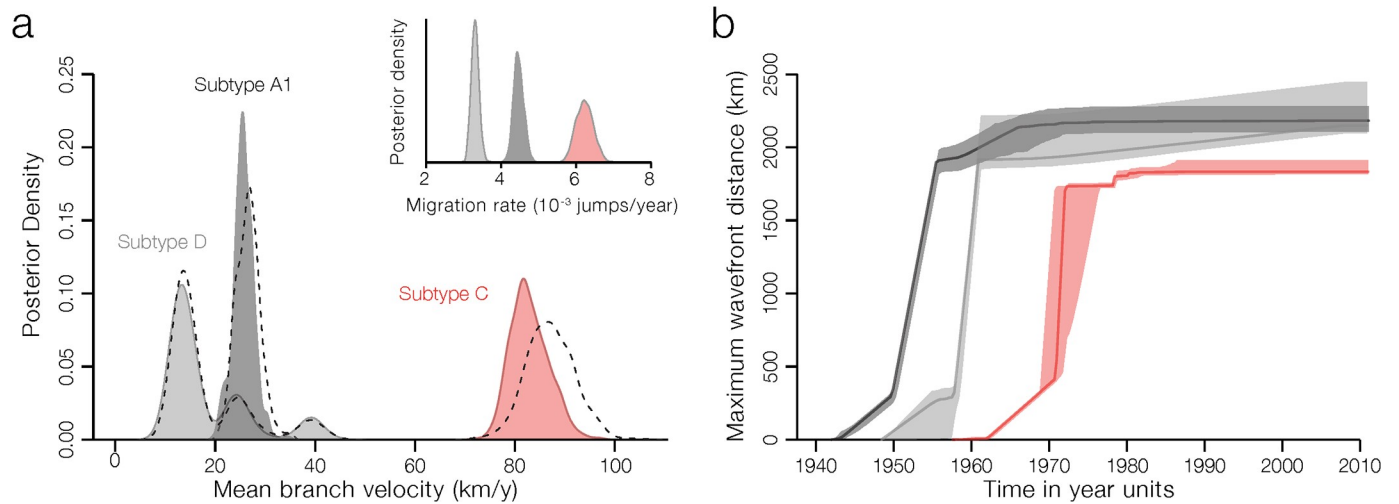 a
Posterior Density
0.25
0.20
0.15
0.10
0.05
0.00
Subtype A1
Subtype D
Subtype C
0 20 40 60 80 100
Mean branch velocity (km/y)
Posterior density
2 4 6 8
Migration rate (10⁻³ jumps/year)
b
Maximum wavefront distance (km)
2500
2000
1500
1000
500
0
1940 1950 1960 1970 1980 1990 2000 2010
Time in year units